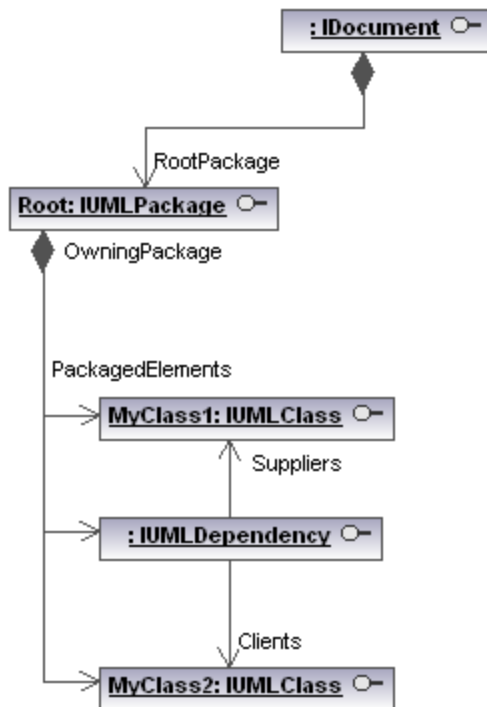 : IDocument
RootPackage
Root: IUMLPackage
OwningPackage
PackagedElements
MyClass1: IUMLClass
Suppliers
: IUMLDependency
Clients
MyClass2: IUMLClass